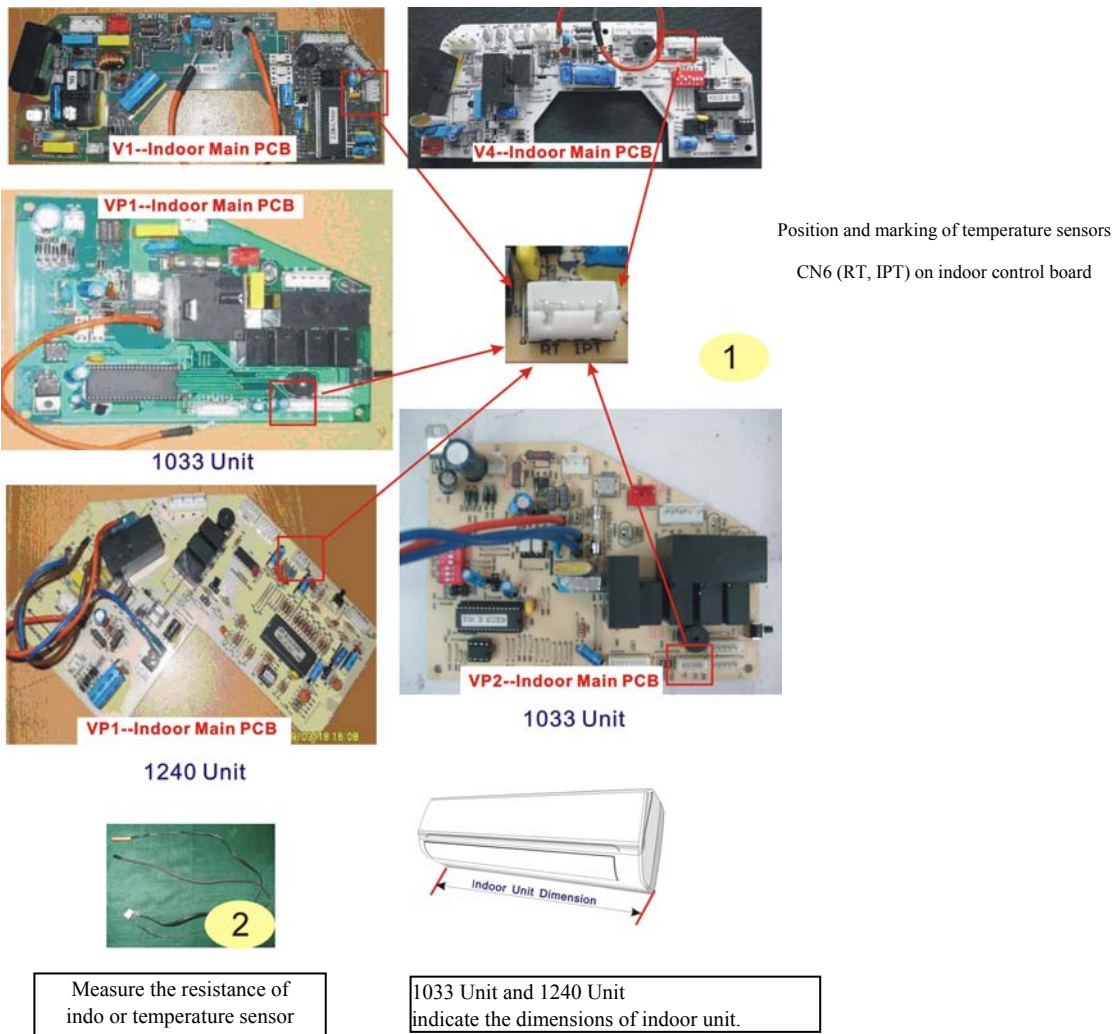 V1--Indoor Main PCB
V4--Indoor Main PCB
VP1--Indoor Main PCB
Position and marking of temperature sensors
CN6 (RT, IPT) on indoor control board
RT IPT
1
1033 Unit
VP2--Indoor Main PCB
VP1--Indoor Main PCB
1033 Unit
1240 Unit
Indoor Unit Dimension
2
Measure the resistance of
indo or temperature sensor
1033 Unit and 1240 Unit
indicate the dimensions of indoor unit.